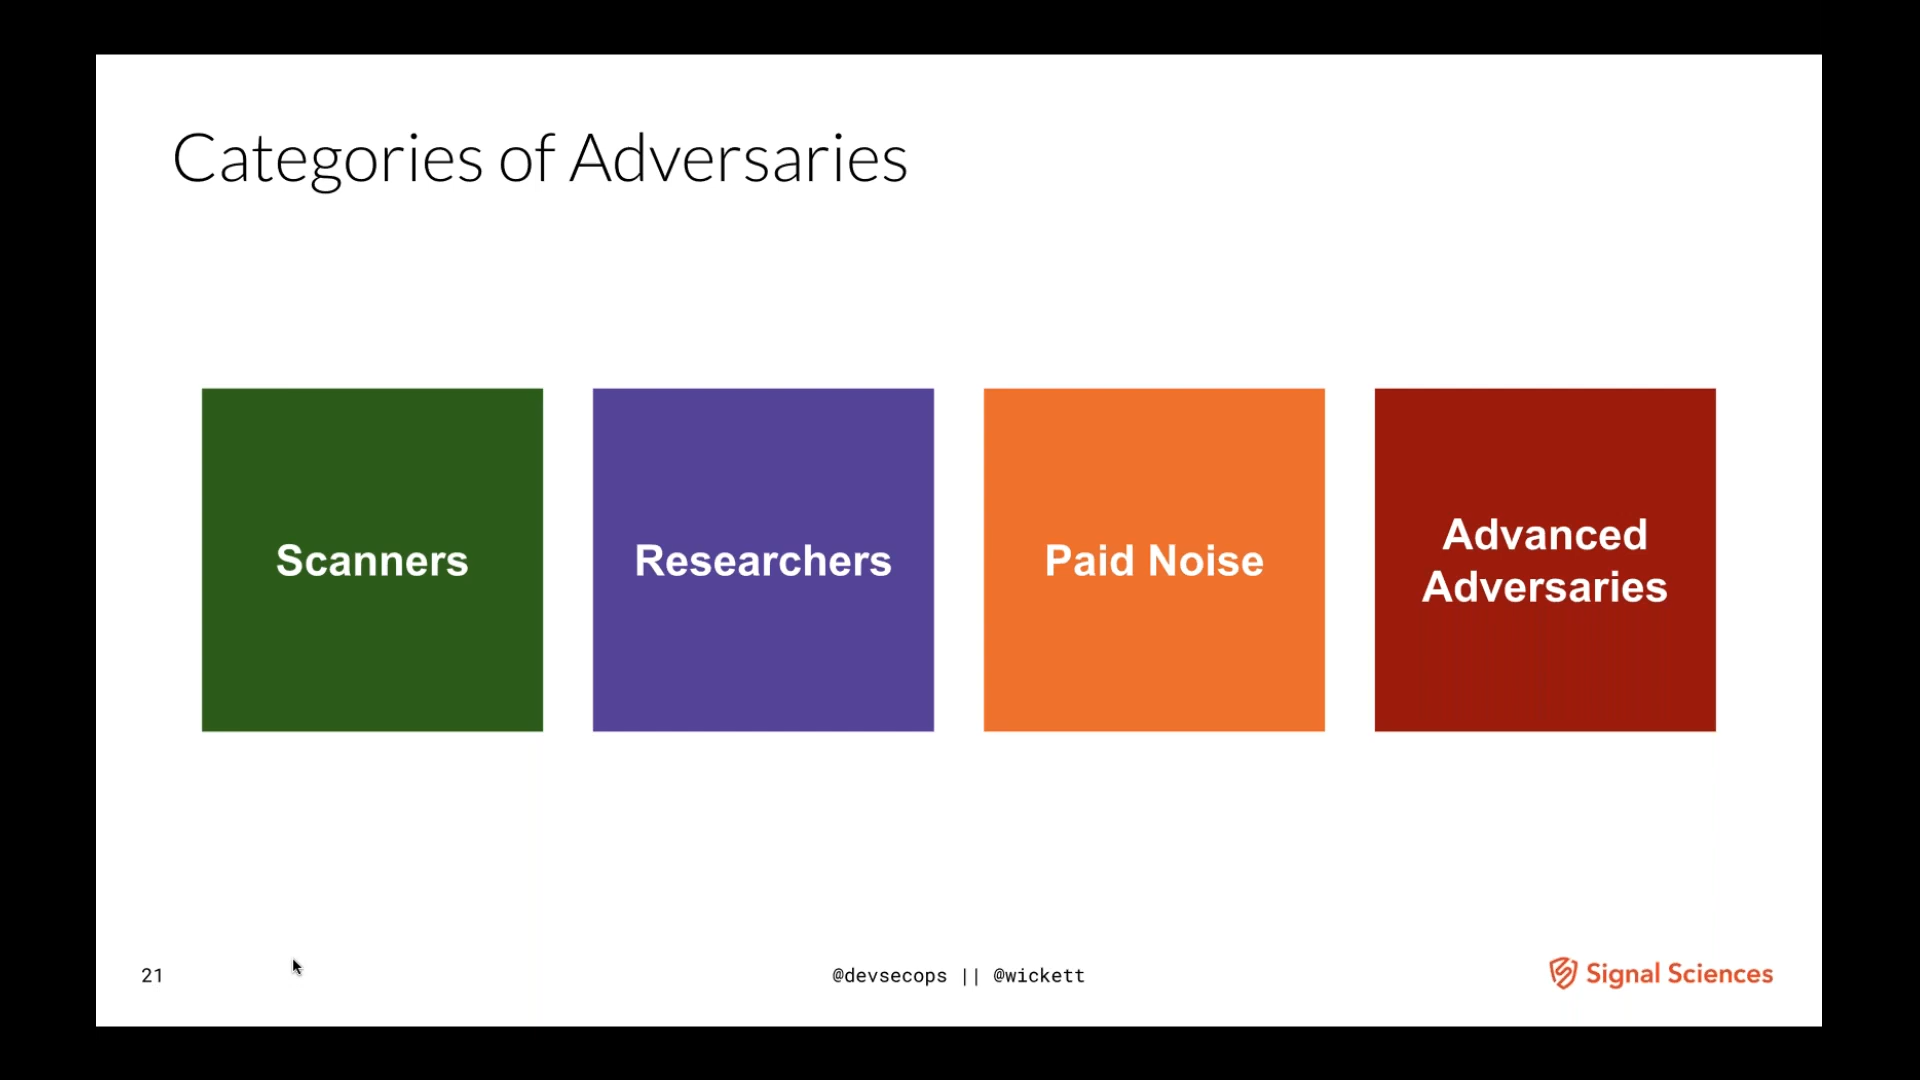 Categories of Adversaries
Scanners
Researchers
Paid Noise
Advanced
Adversaries
21
@devsecops || @wickett
Signal Sciences